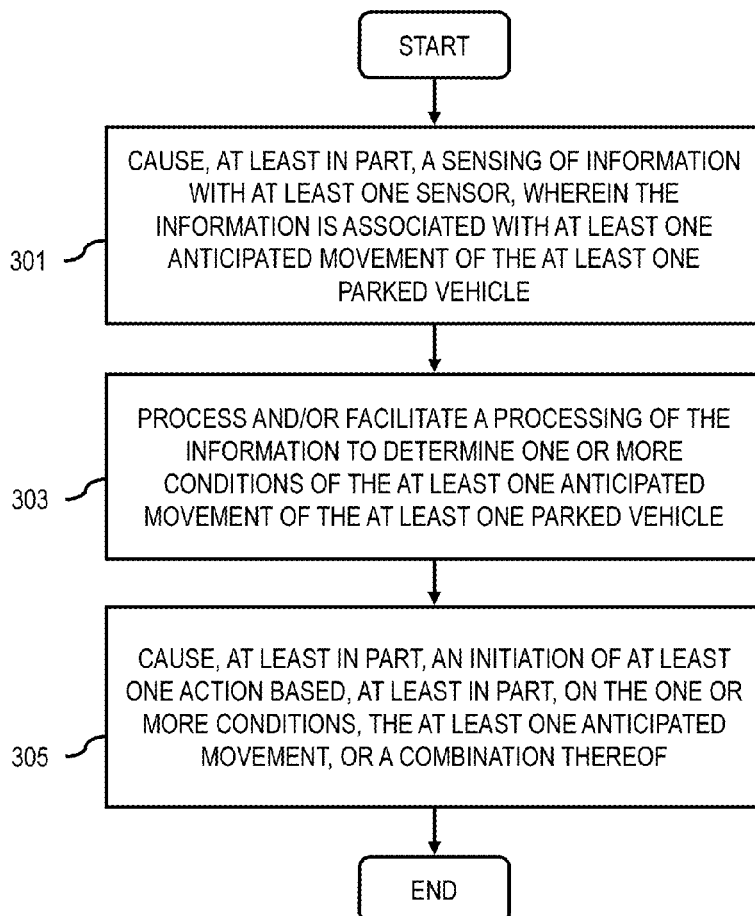 START
CAUSE, AT LEAST IN PART, A SENSING OF INFORMATION
WITH AT LEAST ONE SENSOR, WHEREIN THE
INFORMATION IS ASSOCIATED WITH AT LEAST ONE
ANTICIPATED MOVEMENT OF THE AT LEAST ONE
PARKED VEHICLE
301
PROCESS AND/OR FACILITATE A PROCESSING OF THE
INFORMATION TO DETERMINE ONE OR MORE
CONDITIONS OF THE AT LEAST ONE ANTICIPATED
MOVEMENT OF THE AT LEAST ONE PARKED VEHICLE
303
CAUSE, AT LEAST IN PART, AN INITIATION OF AT LEAST
ONE ACTION BASED, AT LEAST IN PART, ON THE ONE OR
MORE CONDITIONS, THE AT LEAST ONE ANTICIPATED
MOVEMENT, OR A COMBINATION THEREOF
305
END